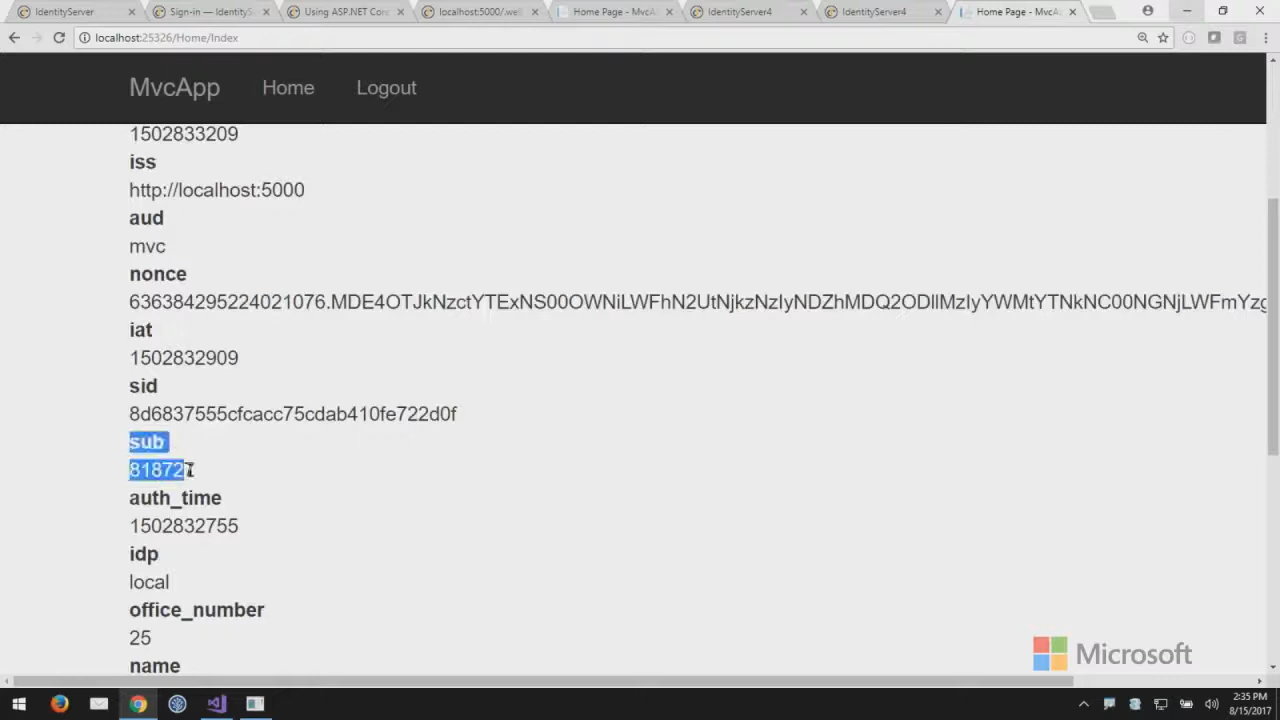 IdentityServer
Sign-in — IdentityS
Using ASP.NET Core
localhost:5000/.well
Home Page - MvcA
IdentityServer4
IdentityServer4
Home Page - MvcA
localhost:25326/Home/Index
MvcApp Home Logout
1502833209
iss
http://localhost:5000
aud
mvc
nonce
iat
1502832909
sid
8d6837555cfcacc75cdab410fe722d0f
sub
81872
auth_time
1502832755
idp
local
office_number
25
name
Microsoft
2:35 PM
8/15/2017